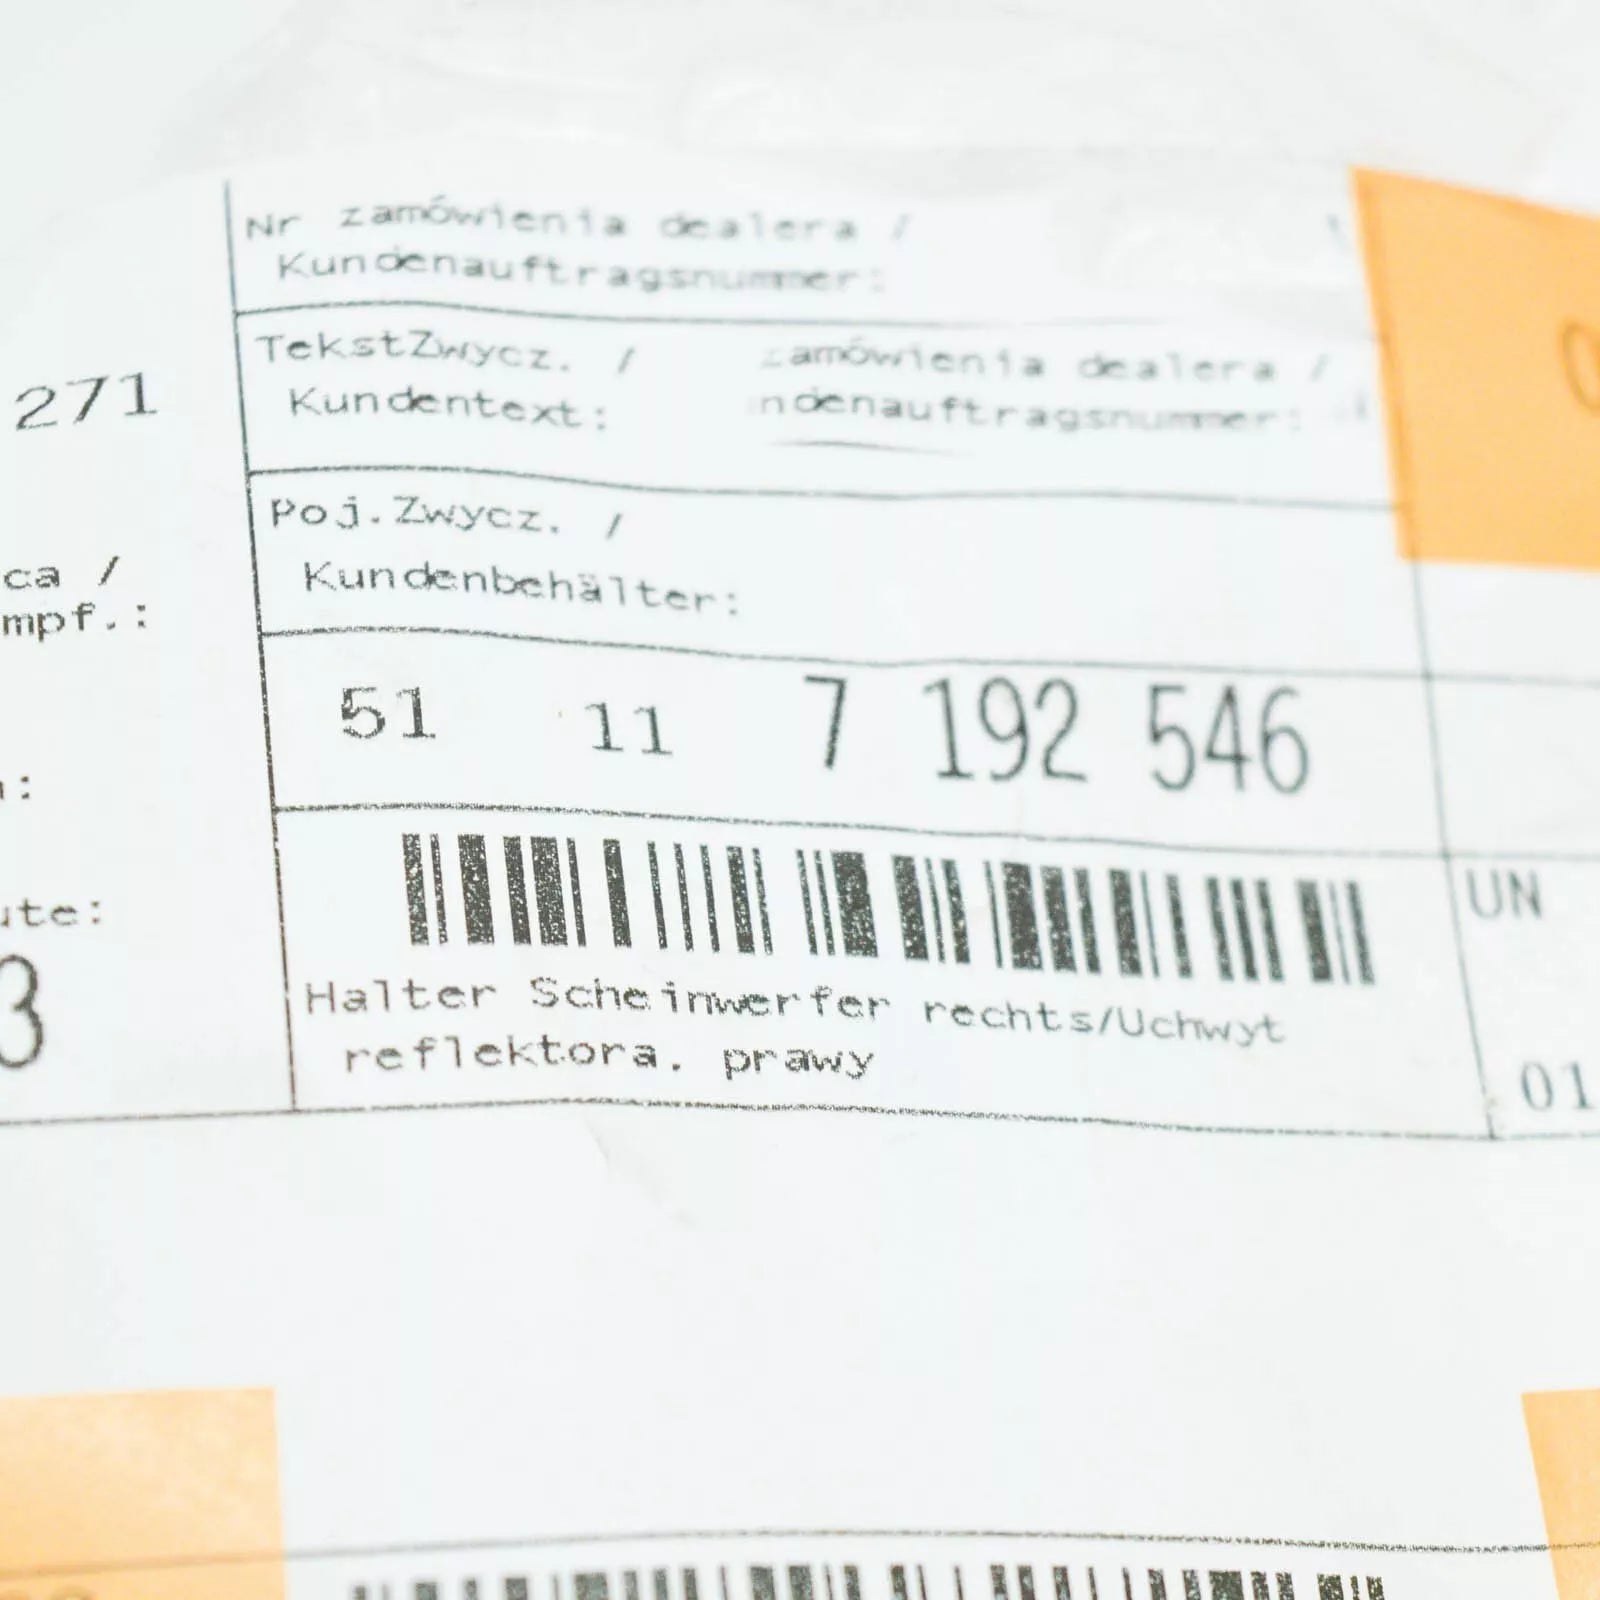 Nr zamówienia dealera /
Kundenauftragsnummer:
TekstZwycz. /
Kundentext:
zamówienia dealera /
ndenauftragsnummer:
271
Poj.Zwycz. /
Kundenbehälter:
ca /
mpf.:
51 11 7 192 546
:
UN
ute:
3
Halter Scheinwerfer rechts/Uchwyt
reflektora. prawy
01